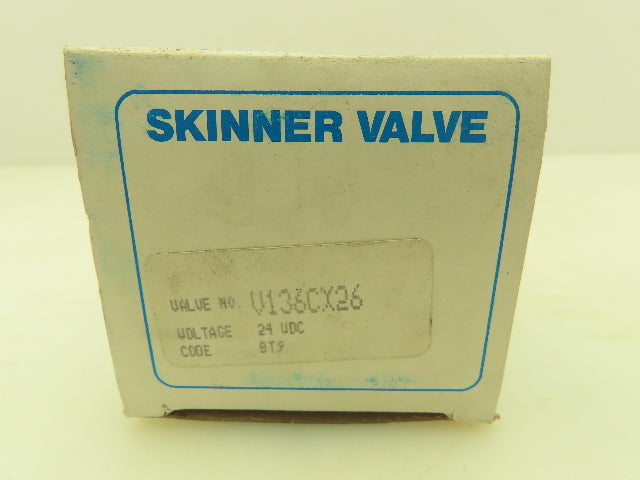 SKINNER VALVE
VALVE NO. V136CX26
VOLTAGE 24 VDC
CODE BT9